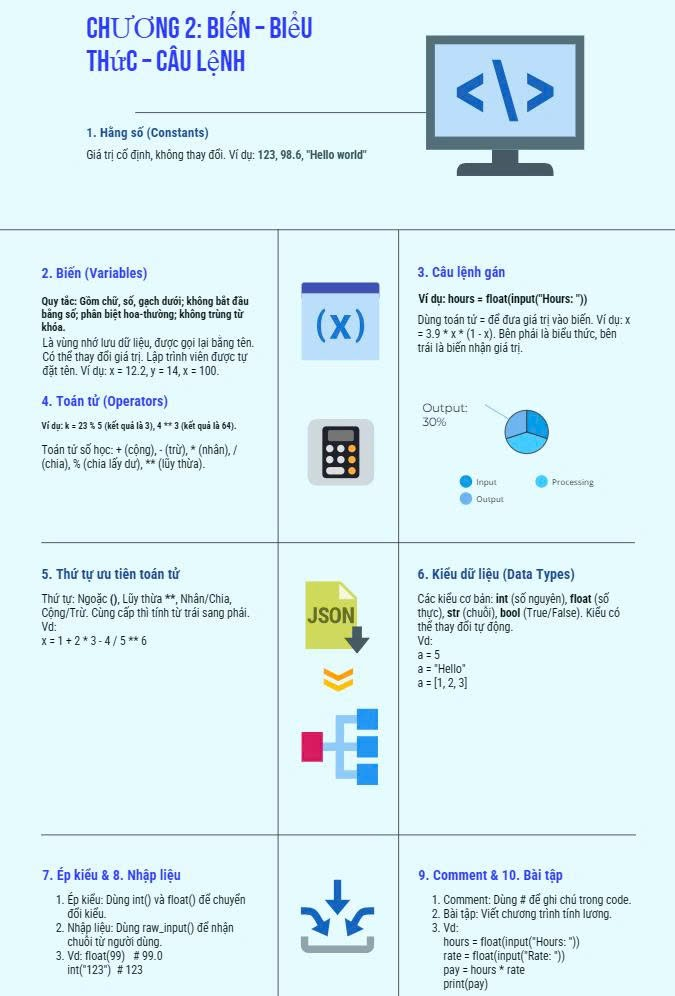 CHƯƠNG 2: BIẾN – BIỂU
THỨC – CÂU LỆNH
</>
1. Hằng số (Constants)
Giá trị cố định, không thay đổi. Ví dụ: 123, 98.6, "Hello world"
2. Biến (Variables)
Quy tắc: Gồm chữ, số, gạch dưới; không bắt đầu
bằng số; phân biệt hoa-thường; không trùng từ
khóa.
Là vùng nhớ lưu dữ liệu, được gọi lại bằng tên.
Có thể thay đổi giá trị. Lập trình viên được tự
đặt tên. Ví dụ: x = 12.2, y = 14, x = 100.
(x)
3. Câu lệnh gán
Ví dụ: hours = float(input("Hours: "))
Dùng toán tử = để đưa giá trị vào biến. Ví dụ: x
= 3.9 * x * (1 - x). Bên phải là biểu thức, bên
trái là biến nhận giá trị.
4. Toán tử (Operators)
Ví dụ: k = 23 % 5 (kết quả là 3), 4 ** 3 (kết quả là 64).
Toán tử số học: + (cộng), - (trừ), * (nhân), /
(chia), % (chia lấy dư), ** (lũy thừa).
Output:
30%
Input
Processing
Output
5. Thứ tự ưu tiên toán tử
Thứ tự: Ngoặc (), Lũy thừa **, Nhân/Chia,
Cộng/Trừ. Cùng cấp thì tính từ trái sang phải.
Vd:
x = 1 + 2 * 3 - 4 / 5 ** 6
JSON
6. Kiểu dữ liệu (Data Types)
Các kiểu cơ bản: int (số nguyên), float (số
thực), str (chuỗi), bool (True/False). Kiểu có
thể thay đổi tự động.
Vd:
a = 5
a = "Hello"
a = [1, 2, 3]
7. Ép kiểu & 8. Nhập liệu
1. Ép kiểu: Dùng int() và float() để chuyển
đổi kiểu.
2. Nhập liệu: Dùng raw_input() để nhận
chuỗi từ người dùng.
3. Vd: float(99) # 99.0
int("123") # 123
9. Comment & 10. Bài tập
1. Comment: Dùng # để ghi chú trong code.
2. Bài tập: Viết chương trình tính lương.
3. Vd:
hours = float(input("Hours: "))
rate = float(input("Rate: "))
pay = hours * rate
print(pay)